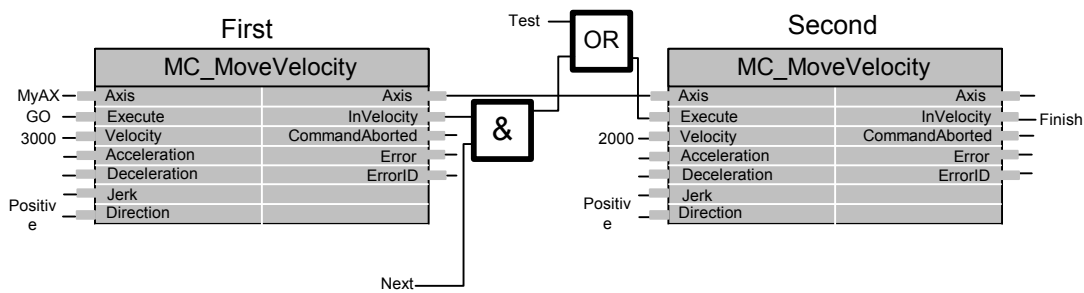 First
MC_MoveVelocity
MyAX
Axis
Axis
GO
Execute
InVelocity
3000
Velocity
CommandAborted
Acceleration
Error
Deceleration
ErrorID
Jerk
Positiv
e
Direction
Next
&
Test
OR
Second
MC_MoveVelocity
Axis
Axis
Execute
InVelocity
Finish
2000
Velocity
CommandAborted
Acceleration
Error
Deceleration
ErrorID
Jerk
Positiv
e
Direction